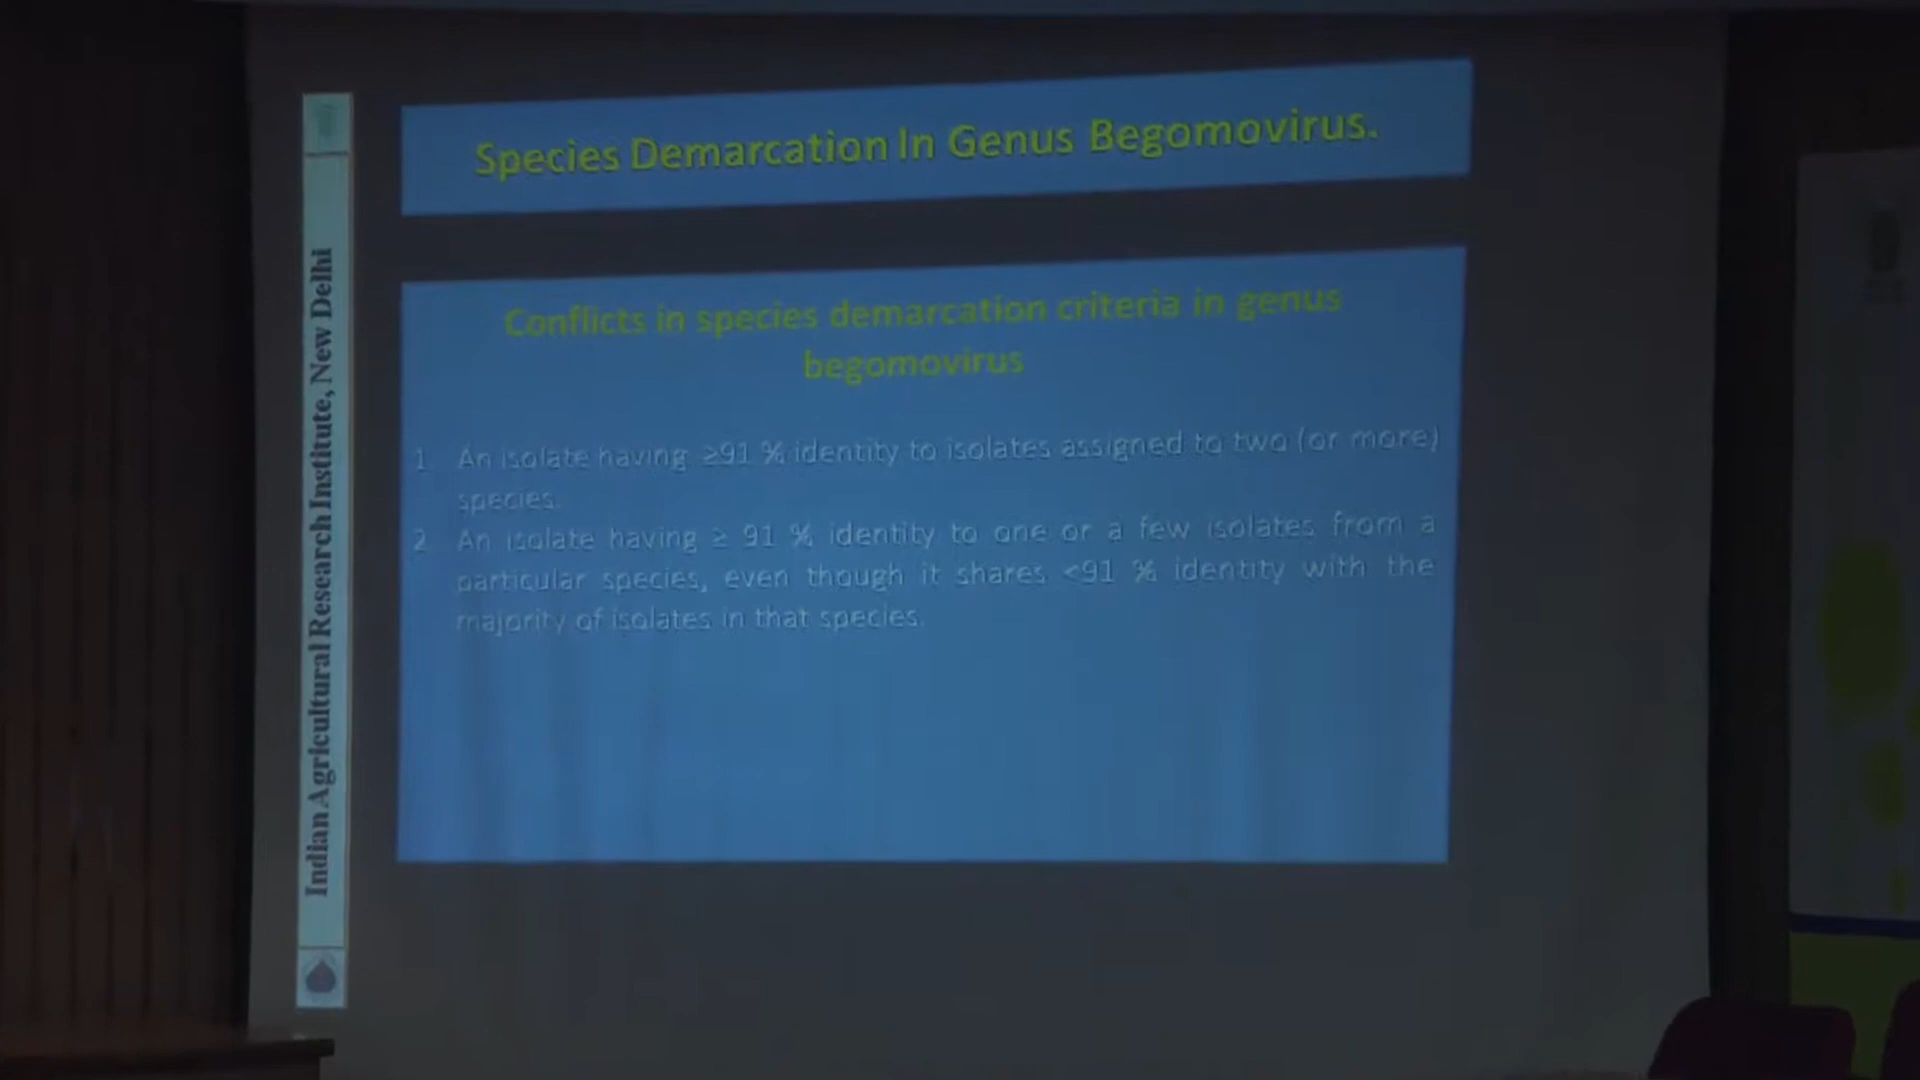 Species Demarcation In Genus Begomovirus.
Conflicts in species demarcation criteria in genus
begomovirus
1. An isolate having ≥91 % identity to isolates assigned to two (or more)
species.
2. An isolate having ≥ 91 % identity to one or a few isolates from a
particular species, even though it shares <91 % identity with the
majority of isolates in that species.
Indian Agricultural Research Institute, New Delhi